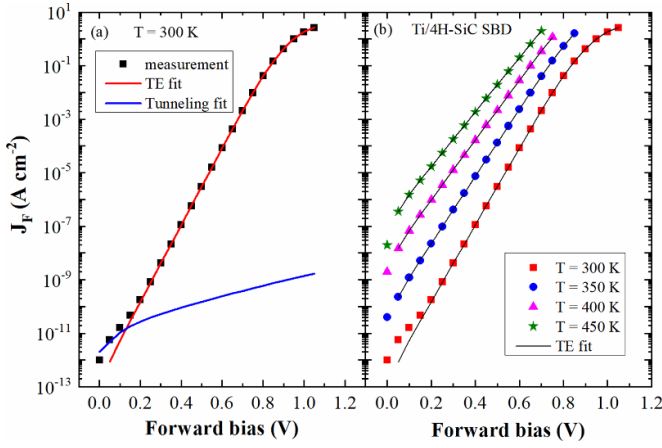 (a)
T = 300 K
measurement
TE fit
Tunneling fit
10^1
10^-1
10^-3
10^-5
10^-7
10^-9
10^-11
10^-13
J_F (A cm^-2)
0.0 0.2 0.4 0.6 0.8 1.0
Forward bias (V)
(b)
Ti/4H-SiC SBD
T = 300 K
T = 350 K
T = 400 K
T = 450 K
TE fit
0.0 0.2 0.4 0.6 0.8 1.0 1.2
Forward bias (V)